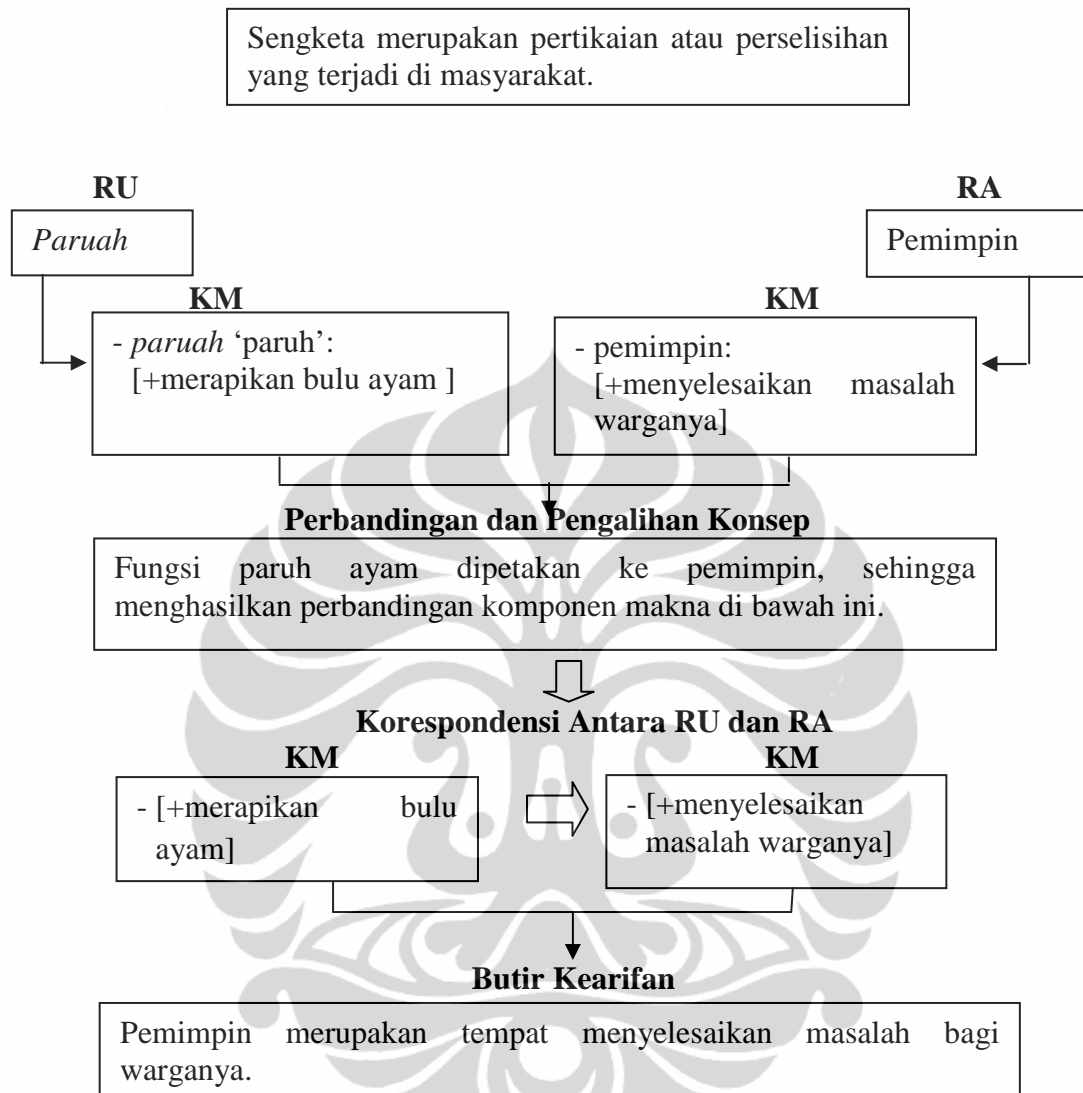 Sengketa merupakan pertikaian atau perselisihan
yang terjadi di masyarakat.
RU
RA
Paruah
Pemimpin
KM
KM
- paruah ‘paruh’:
[+merapikan bulu ayam ]
- pemimpin:
[+menyelesaikan masalah
warganya]
Perbandingan dan Pengalihan Konsep
Fungsi paruh ayam dipetakan ke pemimpin, sehingga
menghasilkan perbandingan komponen makna di bawah ini.
Korespondensi Antara RU dan RA
KM
KM
- [+merapikan bulu
ayam]
- [+menyelesaikan
masalah warganya]
Butir Kearifan
Pemimpin merupakan tempat menyelesaikan masalah bagi
warganya.